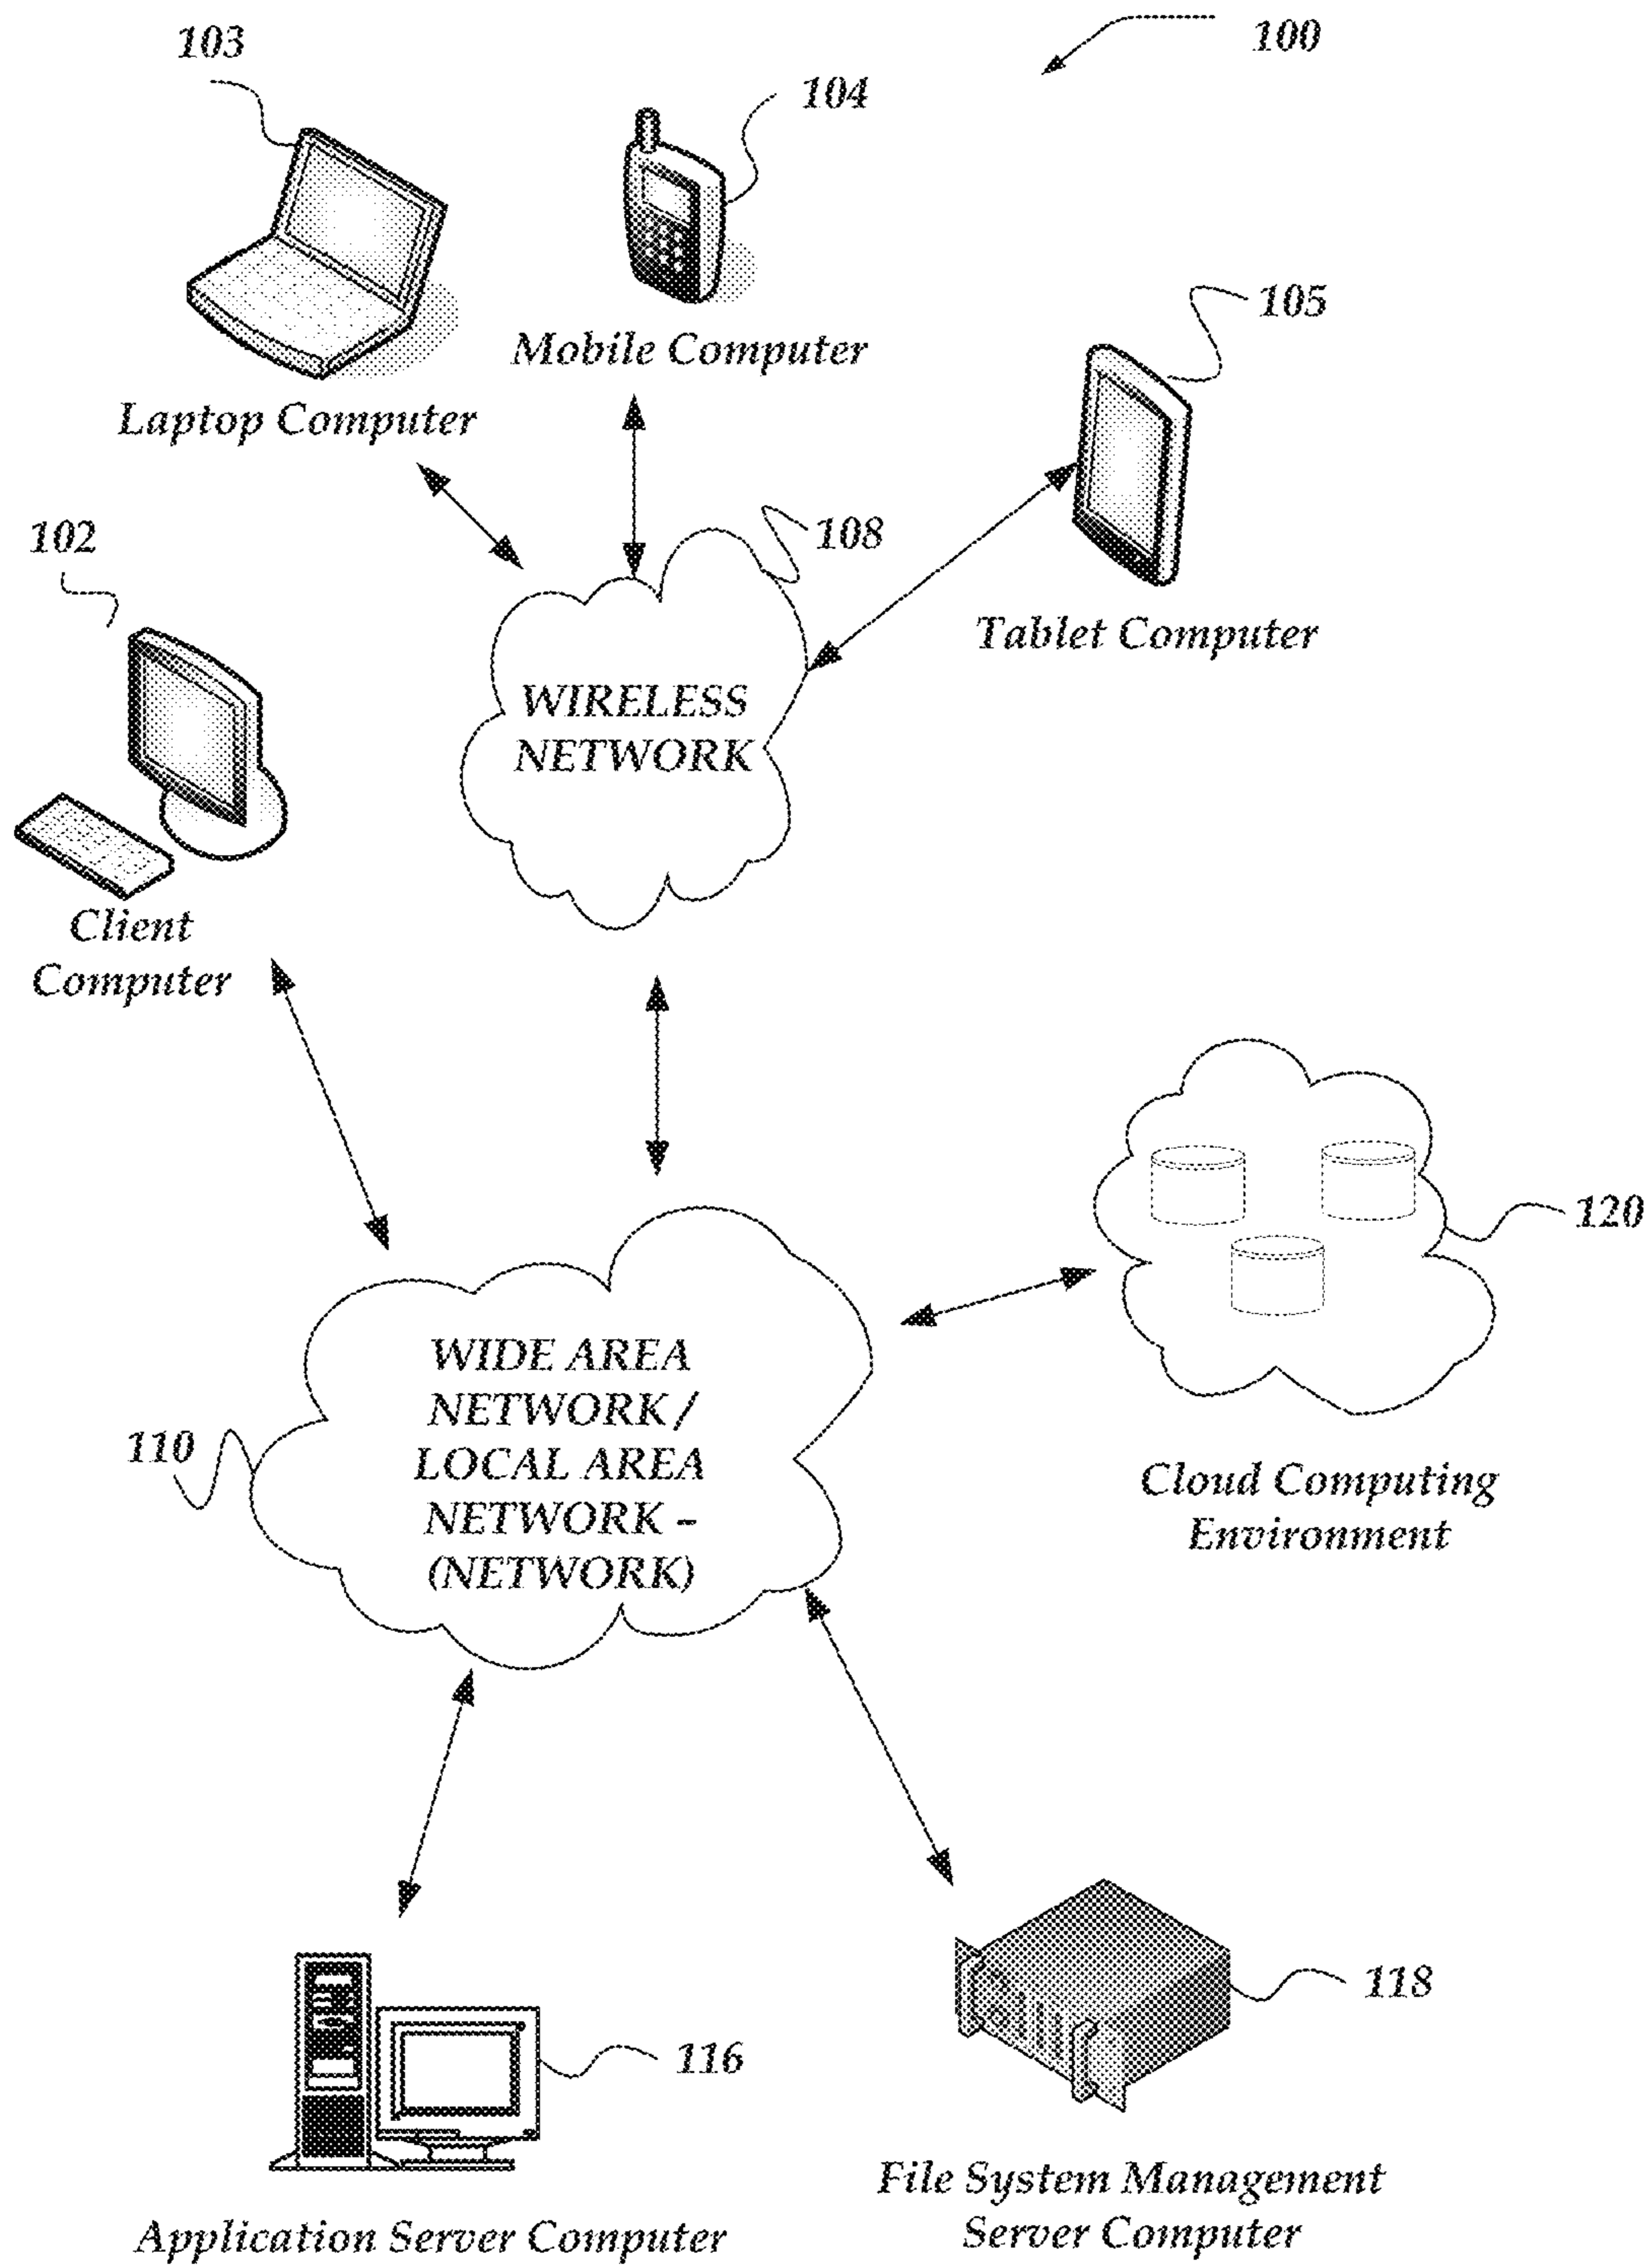 103
100
104
105
Mobile Computer
Laptop Computer
108
102
Tablet Computer
WIRELESS
NETWORK
Client
Computer
120
WIDE AREA
NETWORK /
LOCAL AREA
NETWORK –
(NETWORK)
110
Cloud Computing
Environment
118
116
File System Management
Server Computer
Application Server Computer